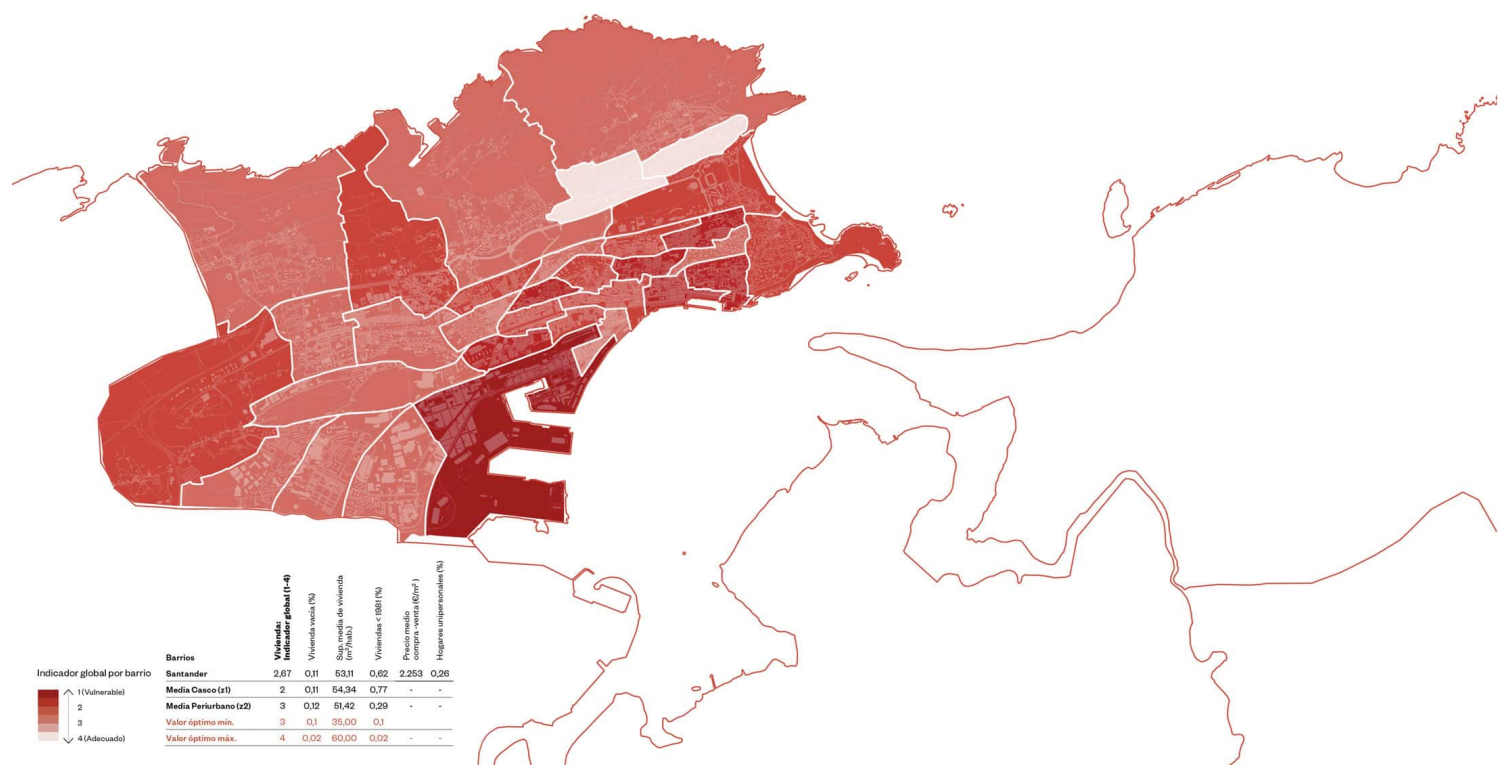 Indicador global por barrio
1 (Vulnerable)
2
3
4 (Adecuado)
Barrios
Vivienda:
Indicador global (1-4)
Vivienda vacía (%)
Sup. media de vivienda
(m²/hab.)
Viviendas < 1981 (%)
Precio medio
compra -venta (€/m² )
Hogares unipersonales (%)
Santander 2,67 0,11 53,11 0,62 2.253 0,26
Media Casco (z1) 2 0,11 54,34 0,77 - -
Media Periurbano (z2) 3 0,12 51,42 0,29 - -
Valor óptimo mín. 3 0,1 35,00 0,1
Valor óptimo máx. 4 0,02 60,00 0,02 - -